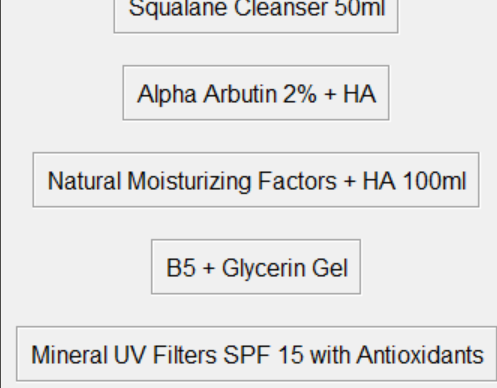 Squalane Cleanser 50ml
Alpha Arbutin 2% + HA
Natural Moisturizing Factors + HA 100ml
B5 + Glycerin Gel
Mineral UV Filters SPF 15 with Antioxidants